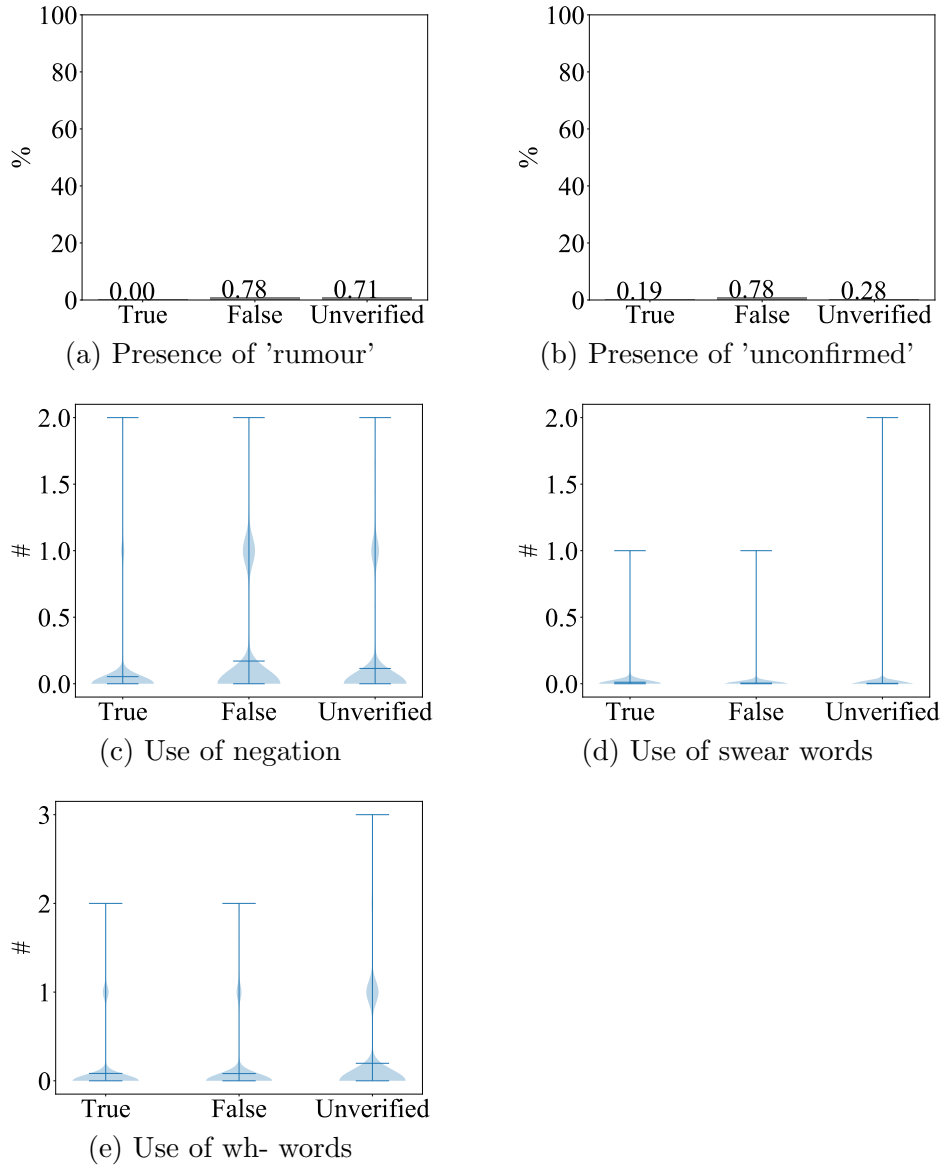 100
80
60
40
20
0
%
0.00
0.78
0.71
True
False
Unverified
(a) Presence of 'rumour'
100
80
60
40
20
0
%
0.19
0.78
0.28
True
False
Unverified
(b) Presence of 'unconfirmed'
2.0
1.5
1.0
0.5
0.0
#
True
False
Unverified
(c) Use of negation
2.0
1.5
1.0
0.5
0.0
#
True
False
Unverified
(d) Use of swear words
3
2
1
0
#
True
False
Unverified
(e) Use of wh- words